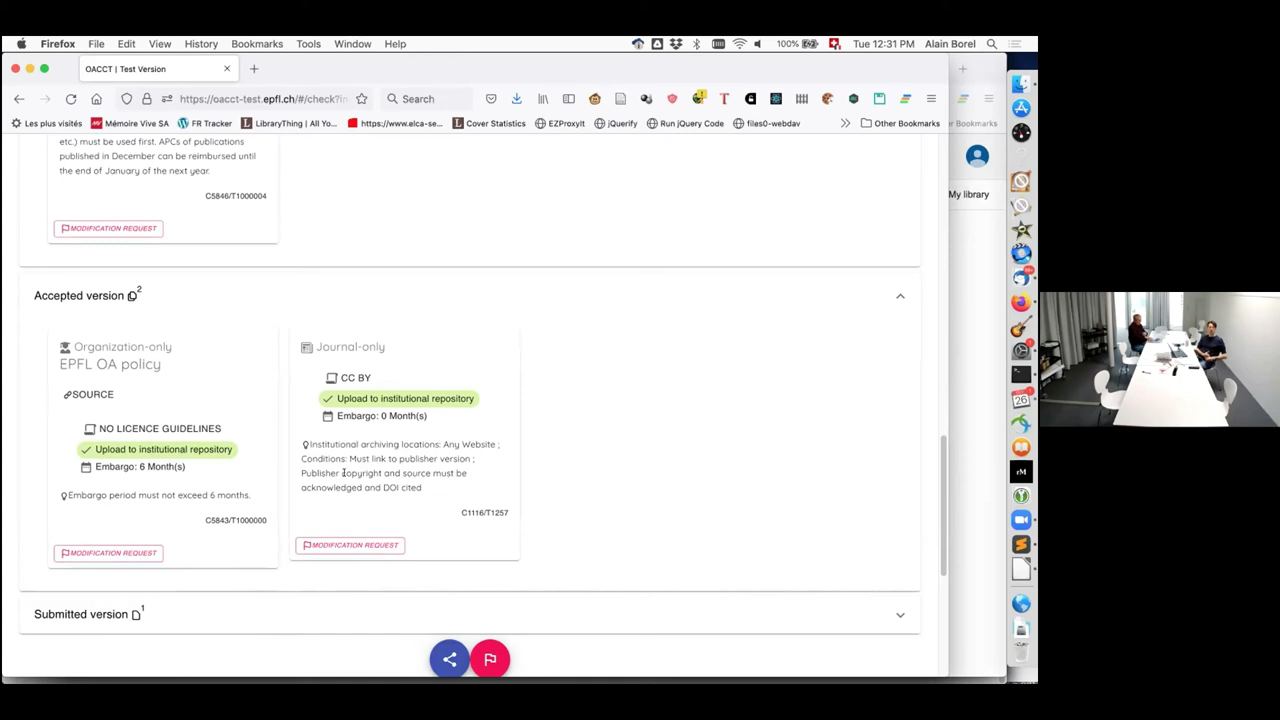 Firefox File Edit View History Bookmarks Tools Window Help 100% Tue 12:31 PM Alain Borel
OACCT | Test Version
https://oacct-test.epfl.ch/#/check?in
Search
Les plus visités Mémoire Vive SA FR Tracker LibraryThing | All Yo... https://www.elca-se... Cover Statistics EZProxyIt jQuerify Run jQuery Code files0-webdav Other Bookmarks
r Bookmarks
My library
etc.) must be used first. APCs of publications
published in December can be reimbursed until
the end of January of the next year.
C5846/T1000004
MODIFICATION REQUEST
Accepted version 2
Organization-only
EPFL OA policy
SOURCE
NO LICENCE GUIDELINES
Upload to institutional repository
Embargo: 6 Month(s)
Embargo period must not exceed 6 months.
C5843/T1000000
MODIFICATION REQUEST
Journal-only
CC BY
Upload to institutional repository
Embargo: 0 Month(s)
Institutional archiving locations: Any Website ;
Conditions: Must link to publisher version ;
Publisher copyright and source must be
acknowledged and DOI cited
C1116/T1257
MODIFICATION REQUEST
Submitted version 1
26
rM